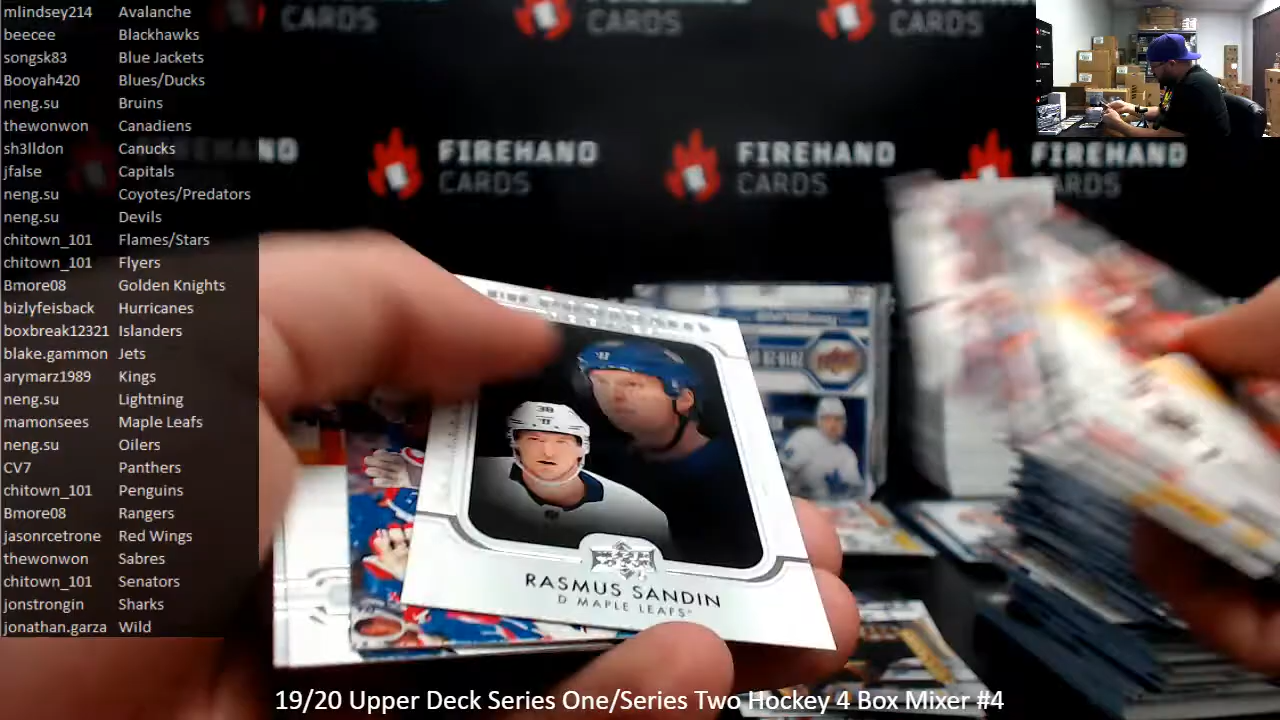 mlindsey214 Avalanche
beecee Blackhawks
songsk83 Blue Jackets
Booyah420 Blues/Ducks
neng.su Bruins
thewonwon Canadiens
sh3lldon Canucks
jfalse Capitals
neng.su Coyotes/Predators
neng.su Devils
chitown_101 Flames/Stars
chitown_101 Flyers
Bmore08 Golden Knights
bizlyfeisback Hurricanes
boxbreak12321 Islanders
blake.gammon Jets
arymarz1989 Kings
neng.su Lightning
mamonsees Maple Leafs
neng.su Oilers
CV7 Panthers
chitown_101 Penguins
Bmore08 Rangers
jasonrcetrone Red Wings
thewonwon Sabres
chitown_101 Senators
jonstrongin Sharks
jonathan.garza Wild
CARDS
CARDS
CARDS
FIREHAND
CARDS
FIREHAND
CARDS
FIREHAND
CARDS
38
RASMUS SANDIN
D MAPLE LEAFS
19/20 Upper Deck Series One/Series Two Hockey 4 Box Mixer #4